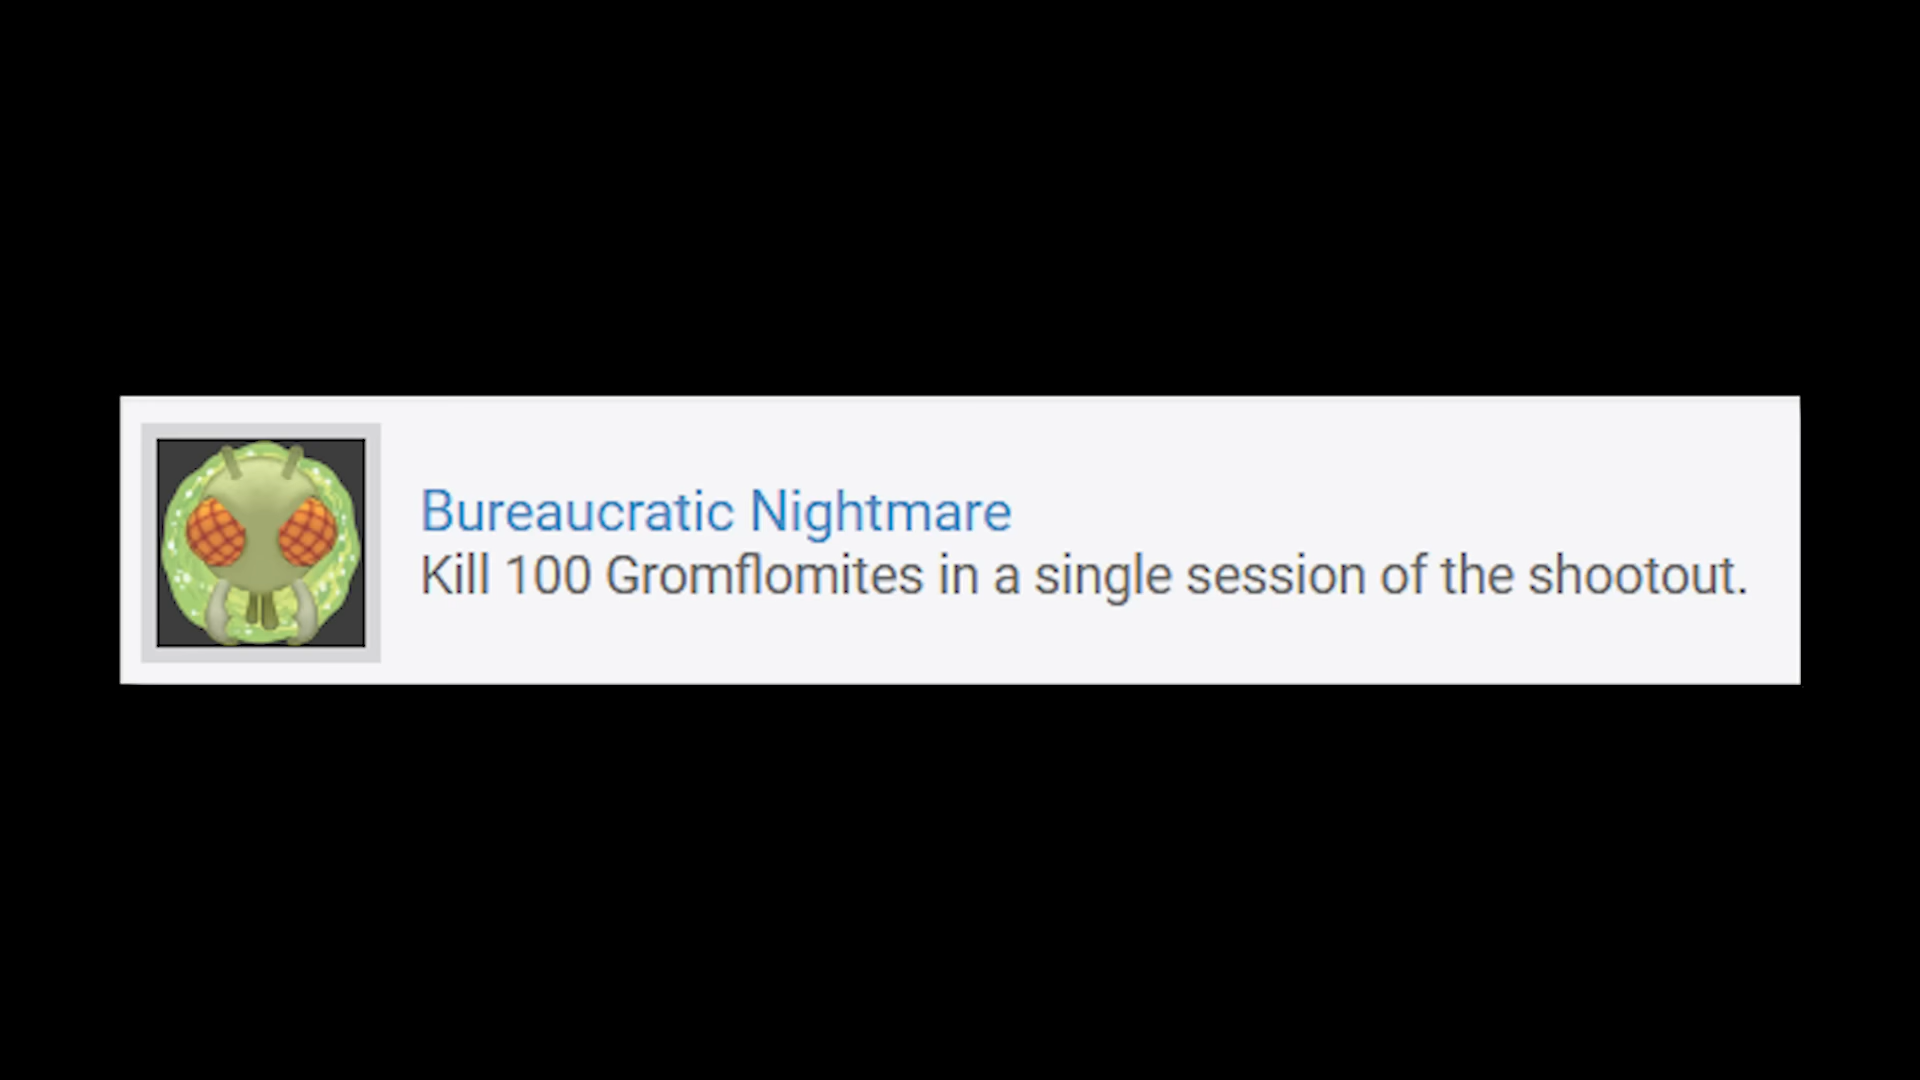 Bureaucratic Nightmare
Kill 100 Gromflomites in a single session of the shootout.